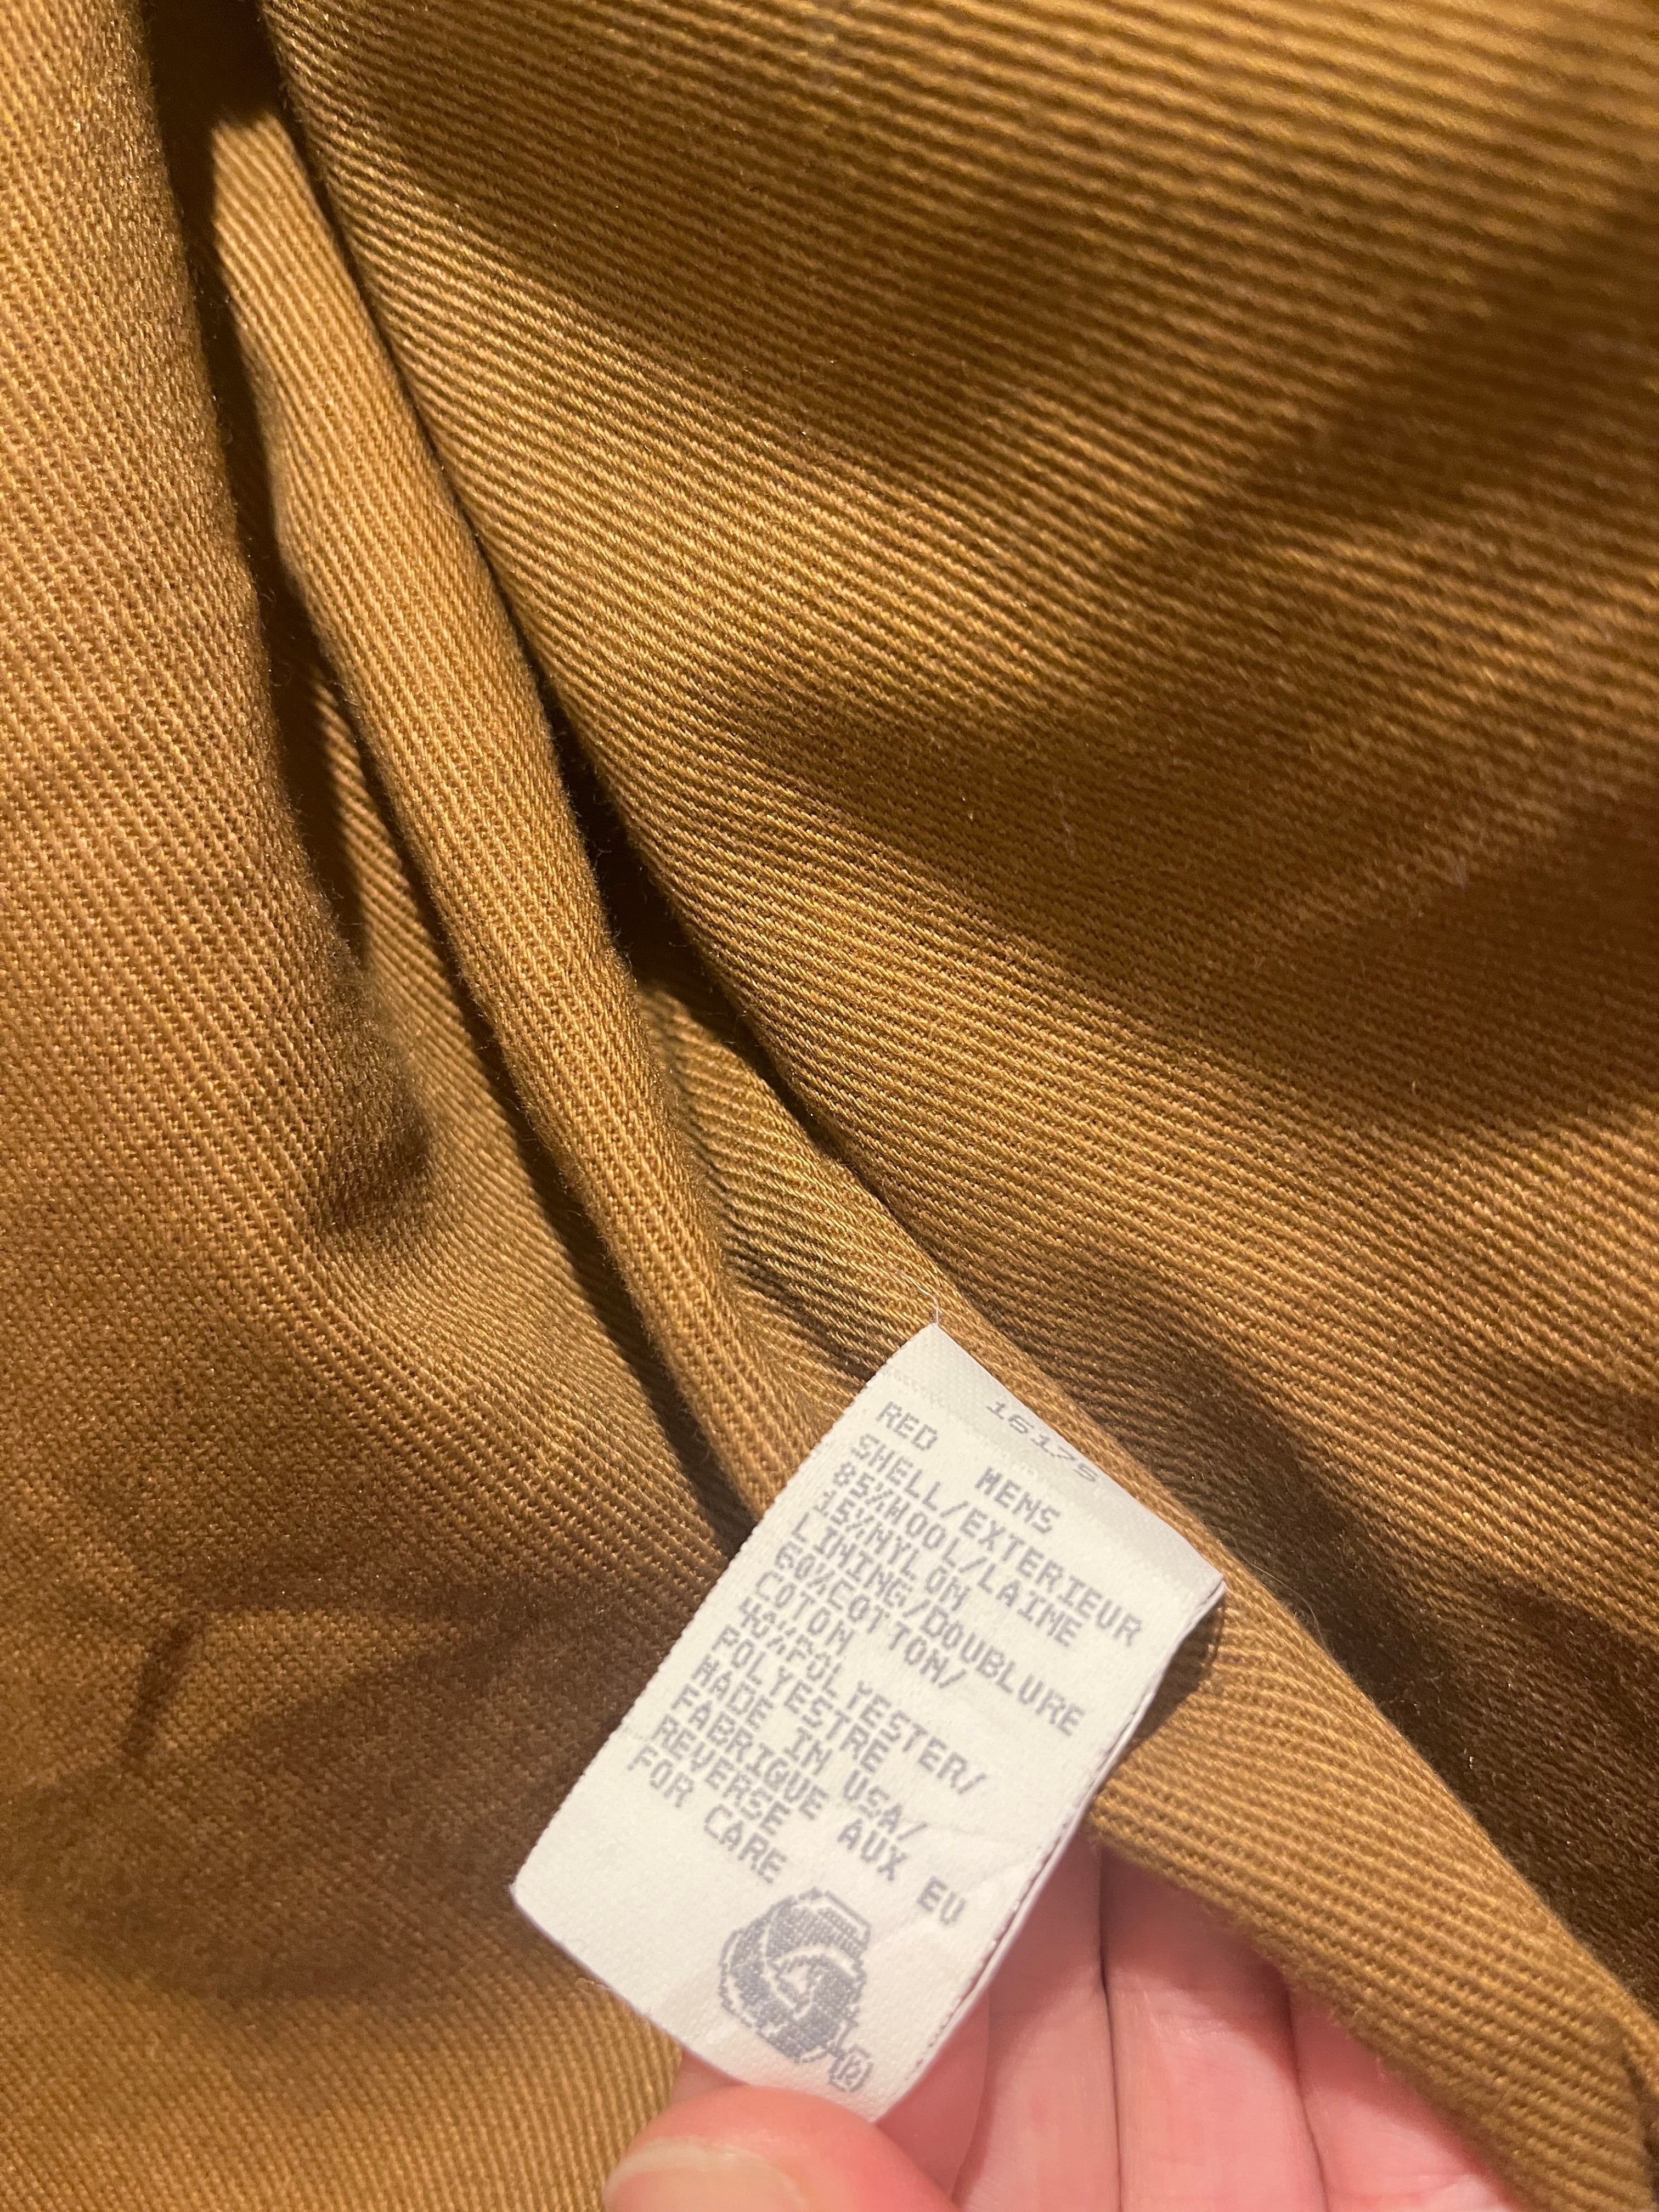 16175
RED MENS
SHELL/EXTERIEUR
85%WOOL/LAINE
15%NYLON
LINING/DOUBLURE
60%COTTON/
COTON
40%POLYESTER/
POLYESTRE
MADE IN USA/
FABRIQUE AUX EU
REVERSE
FOR CARE
®